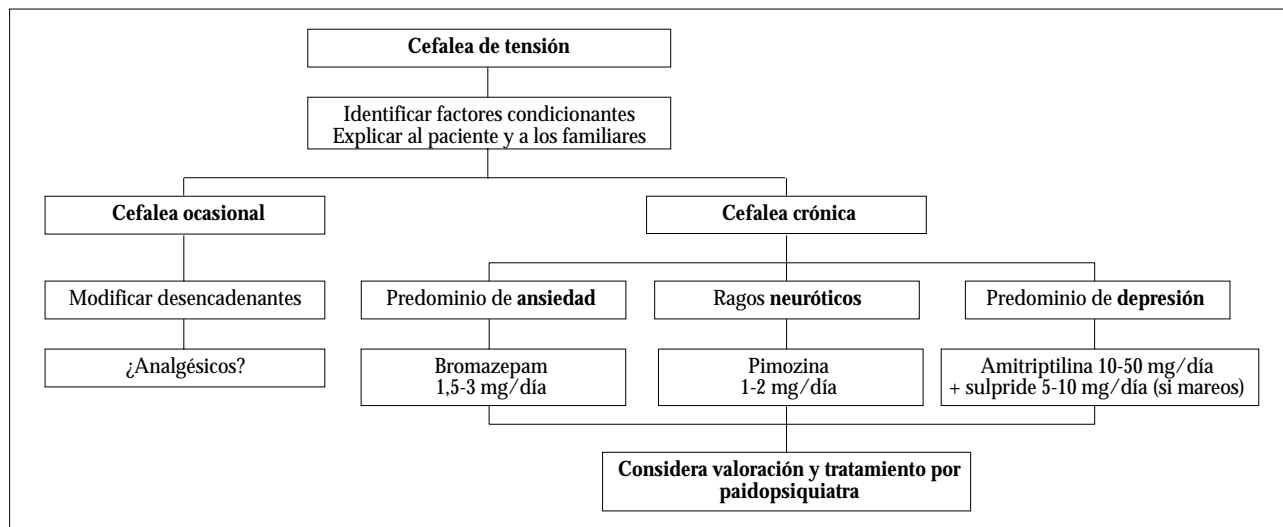 Cefalea de tensión
Identificar factores condicionantes
Explicar al paciente y a los familiares
Cefalea ocasional
Cefalea crónica
Modificar desencadenantes
Predominio de ansiedad
Ragos neuróticos
Predominio de depresión
¿Analgésicos?
Bromazepam
1,5-3 mg/día
Pimozina
1-2 mg/día
Amitriptilina 10-50 mg/día
+ sulpride 5-10 mg/día (si mareos)
Considera valoración y tratamiento por
paidopsiquiatra